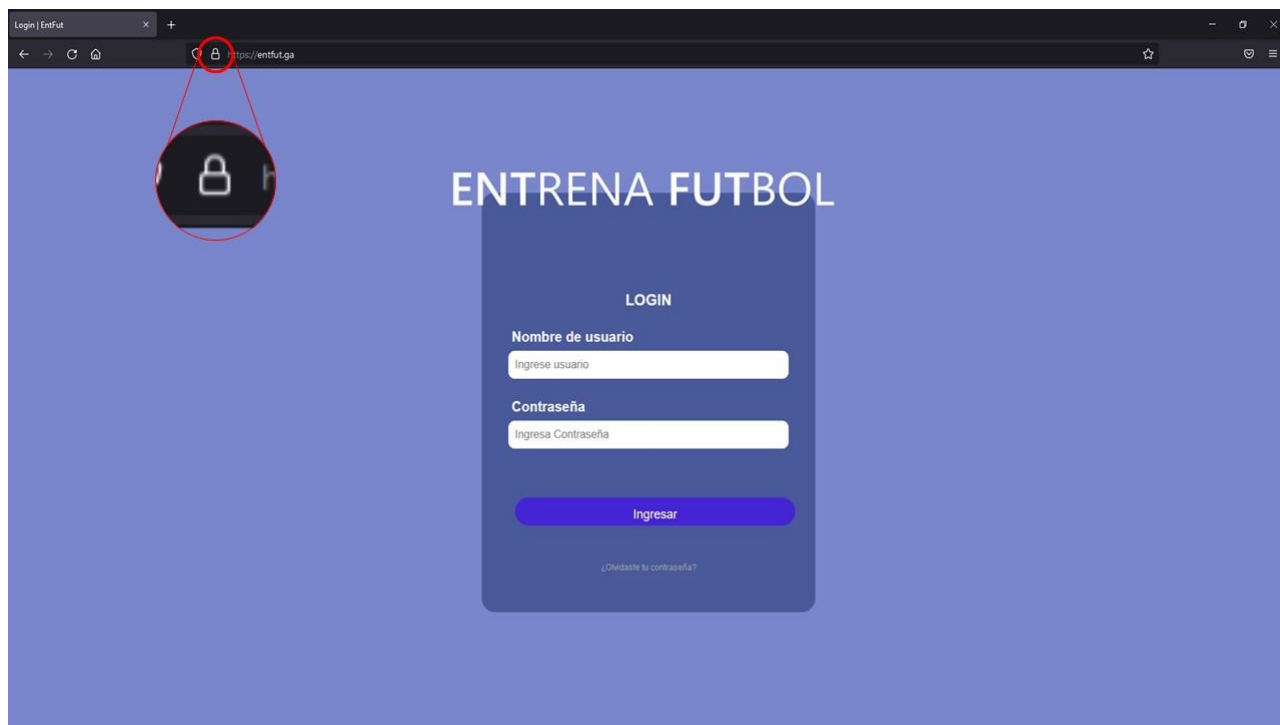 Login | EntFut
https://entfut.ga
ENTRENA FUTBOL
LOGIN
Nombre de usuario
Ingrese usuario
Contraseña
Ingresa Contraseña
Ingresar
¿Olvidaste tu contraseña?